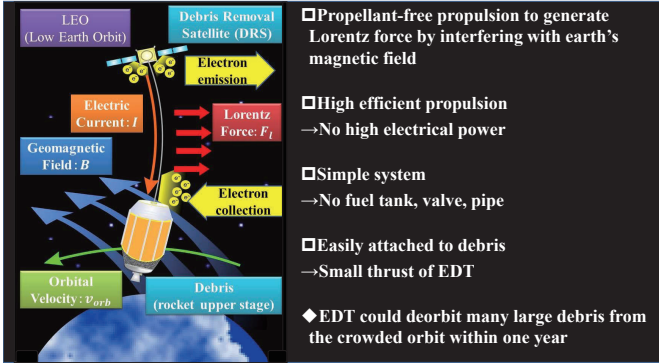 LEO
(Low Earth Orbit)
Debris Removal
Satellite (DRS)
Electron
emission
Electric
Current: I
Lorentz
Force: Fl
Geomagnetic
Field: B
Electron
collection
Orbital
Velocity: vorb
Debris
(rocket upper stage)
❑Propellant-free propulsion to generate
Lorentz force by interfering with earth's
magnetic field
❑High efficient propulsion
→No high electrical power
❑Simple system
→No fuel tank, valve, pipe
❑Easily attached to debris
→Small thrust of EDT
◆EDT could deorbit many large debris from
the crowded orbit within one year